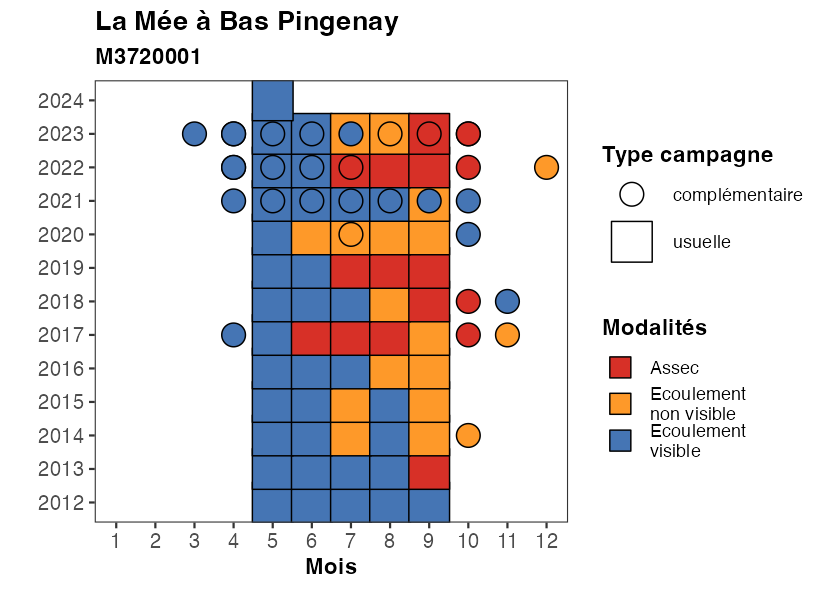 La Mée à Bas Pingenay
M3720001
2024
2023
2022
2021
2020
2019
2018
2017
2016
2015
2014
2013
2012
1 2 3 4 5 6 7 8 9 10 11 12
Mois
Type campagne
complémentaire
usuelle
Modalités
Assec
Ecoulement
non visible
Ecoulement
visible